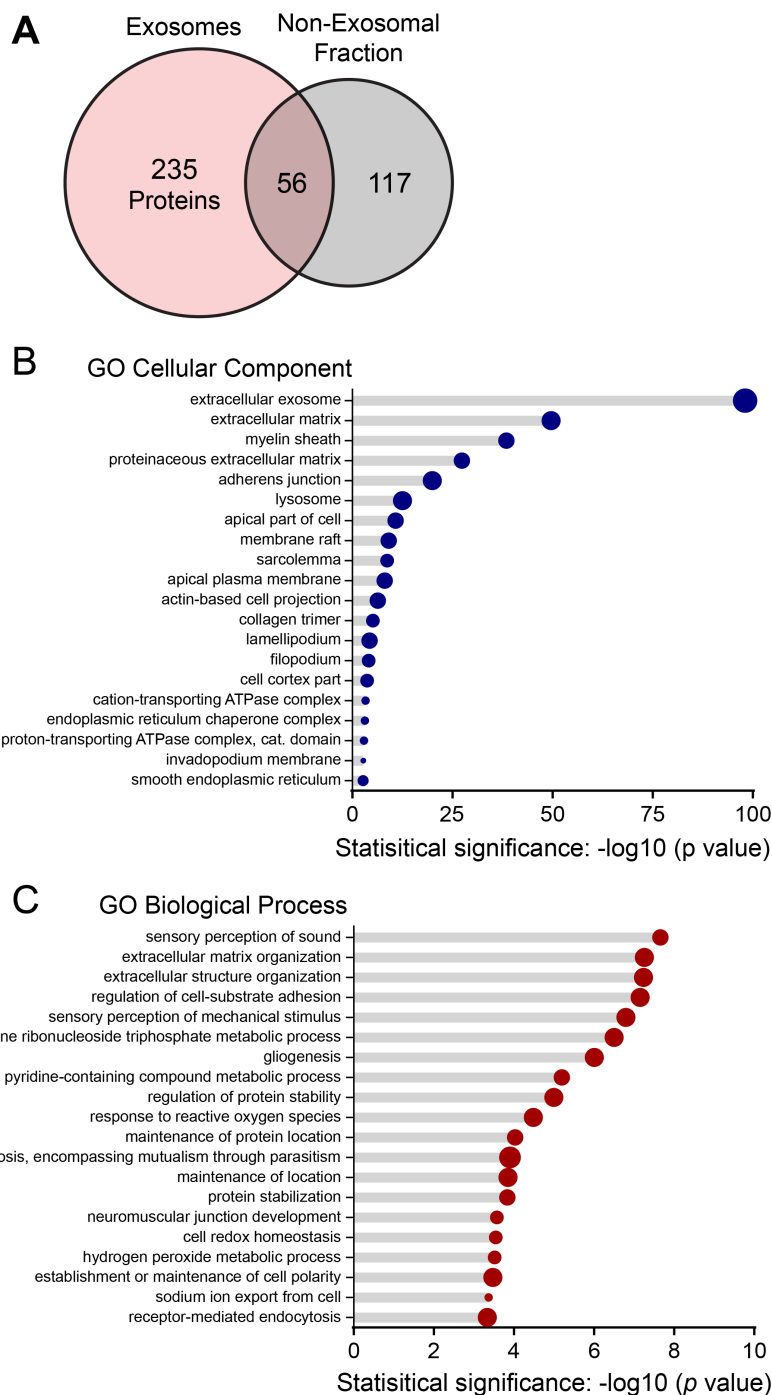 A
Exosomes
Non-Exosomal
Fraction
235
Proteins
56
117
B
GO Cellular Component
extracellular exosome
extracellular matrix
myelin sheath
proteinaceous extracellular matrix
adherens junction
lysosome
apical part of cell
membrane raft
sarcolemma
apical plasma membrane
actin-based cell projection
collagen trimer
lamellipodium
filopodium
cell cortex part
cation-transporting ATPase complex
endoplasmic reticulum chaperone complex
proton-transporting ATPase complex, cat. domain
invadopodium membrane
smooth endoplasmic reticulum
0 25 50 75 100
Statisitical significance: -log10 (p value)
C
GO Biological Process
sensory perception of sound
extracellular matrix organization
extracellular structure organization
regulation of cell-substrate adhesion
sensory perception of mechanical stimulus
ne ribonucleoside triphosphate metabolic process
gliogenesis
pyridine-containing compound metabolic process
regulation of protein stability
response to reactive oxygen species
maintenance of protein location
osis, encompassing mutualism through parasitism
maintenance of location
protein stabilization
neuromuscular junction development
cell redox homeostasis
hydrogen peroxide metabolic process
establishment or maintenance of cell polarity
sodium ion export from cell
receptor-mediated endocytosis
0 2 4 6 8 10
Statisitical significance: -log10 (p value)